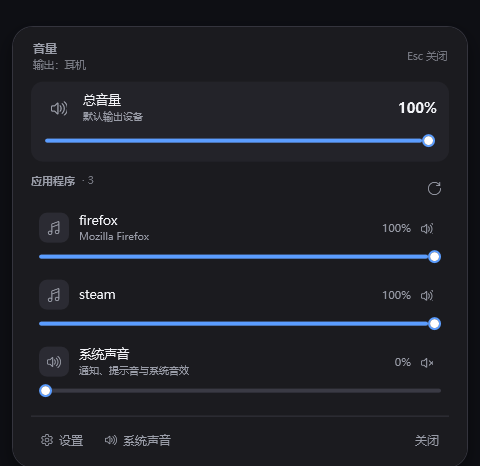 音量
输出：耳机
Esc 关闭
总音量
默认输出设备
100%
应用程序 · 3
firefox
Mozilla Firefox
100%
steam
100%
系统声音
通知、提示音与系统音效
0%
设置
系统声音
关闭